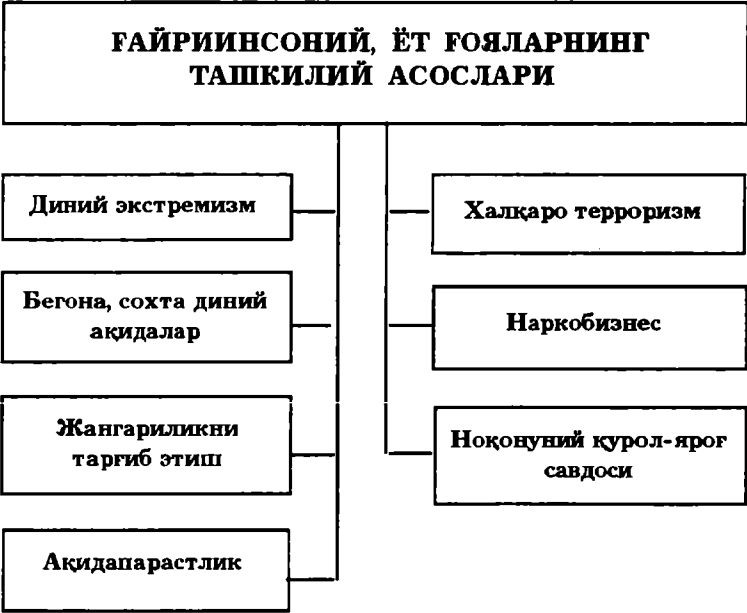 ҒАЙРИИНСОНИЙ, ЁТ ҒОЯЛАРНИНГ
ТАШКИЛИЙ АСОСЛАРИ
Диний экстремизм
Бегона, сохта диний
ақидалар
Жангариликни
тарғиб этиш
Ақидапарастлик
Халқаро терроризм
Наркобизнес
Ноқонуний қурол-яроғ
савдоси